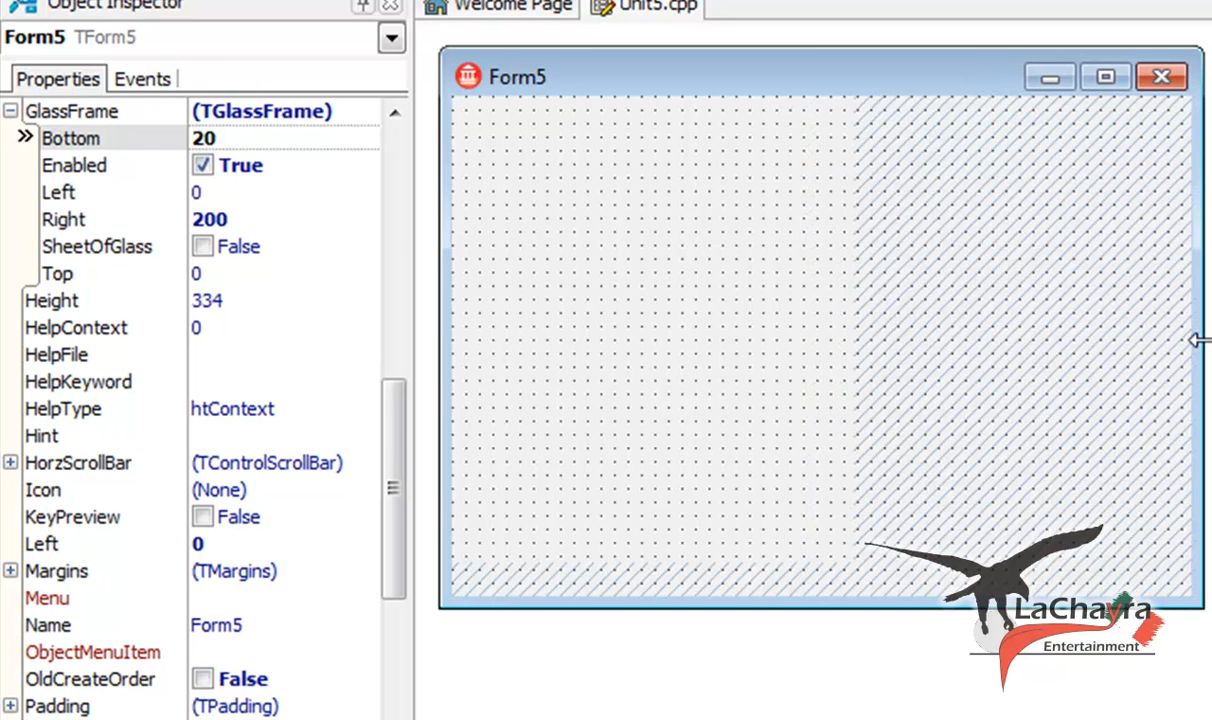 Object Inspector
Form5 TForm5
Properties Events
GlassFrame (TGlassFrame)
Bottom 20
Enabled True
Left 0
Right 200
SheetOfGlass False
Top 0
Height 334
HelpContext 0
HelpFile
HelpKeyword
HelpType htContext
Hint
HorzScrollBar (TControlScrollBar)
Icon (None)
KeyPreview False
Left 0
Margins (TMargins)
Menu
Name Form5
ObjectMenuItem
OldCreateOrder False
Padding (TPadding)
Welcome Page Unit5.cpp
Form5
LaChayra
Entertainment